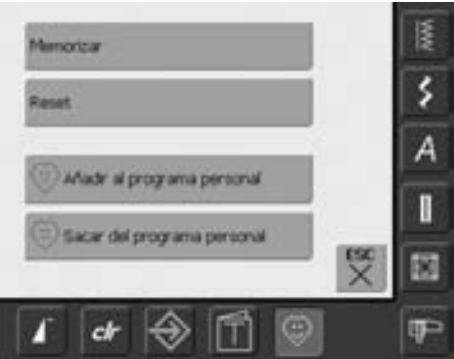 Memorizar
Reset
Añadir al programa personal
Sacar del programa personal
ESC
A
clr
T